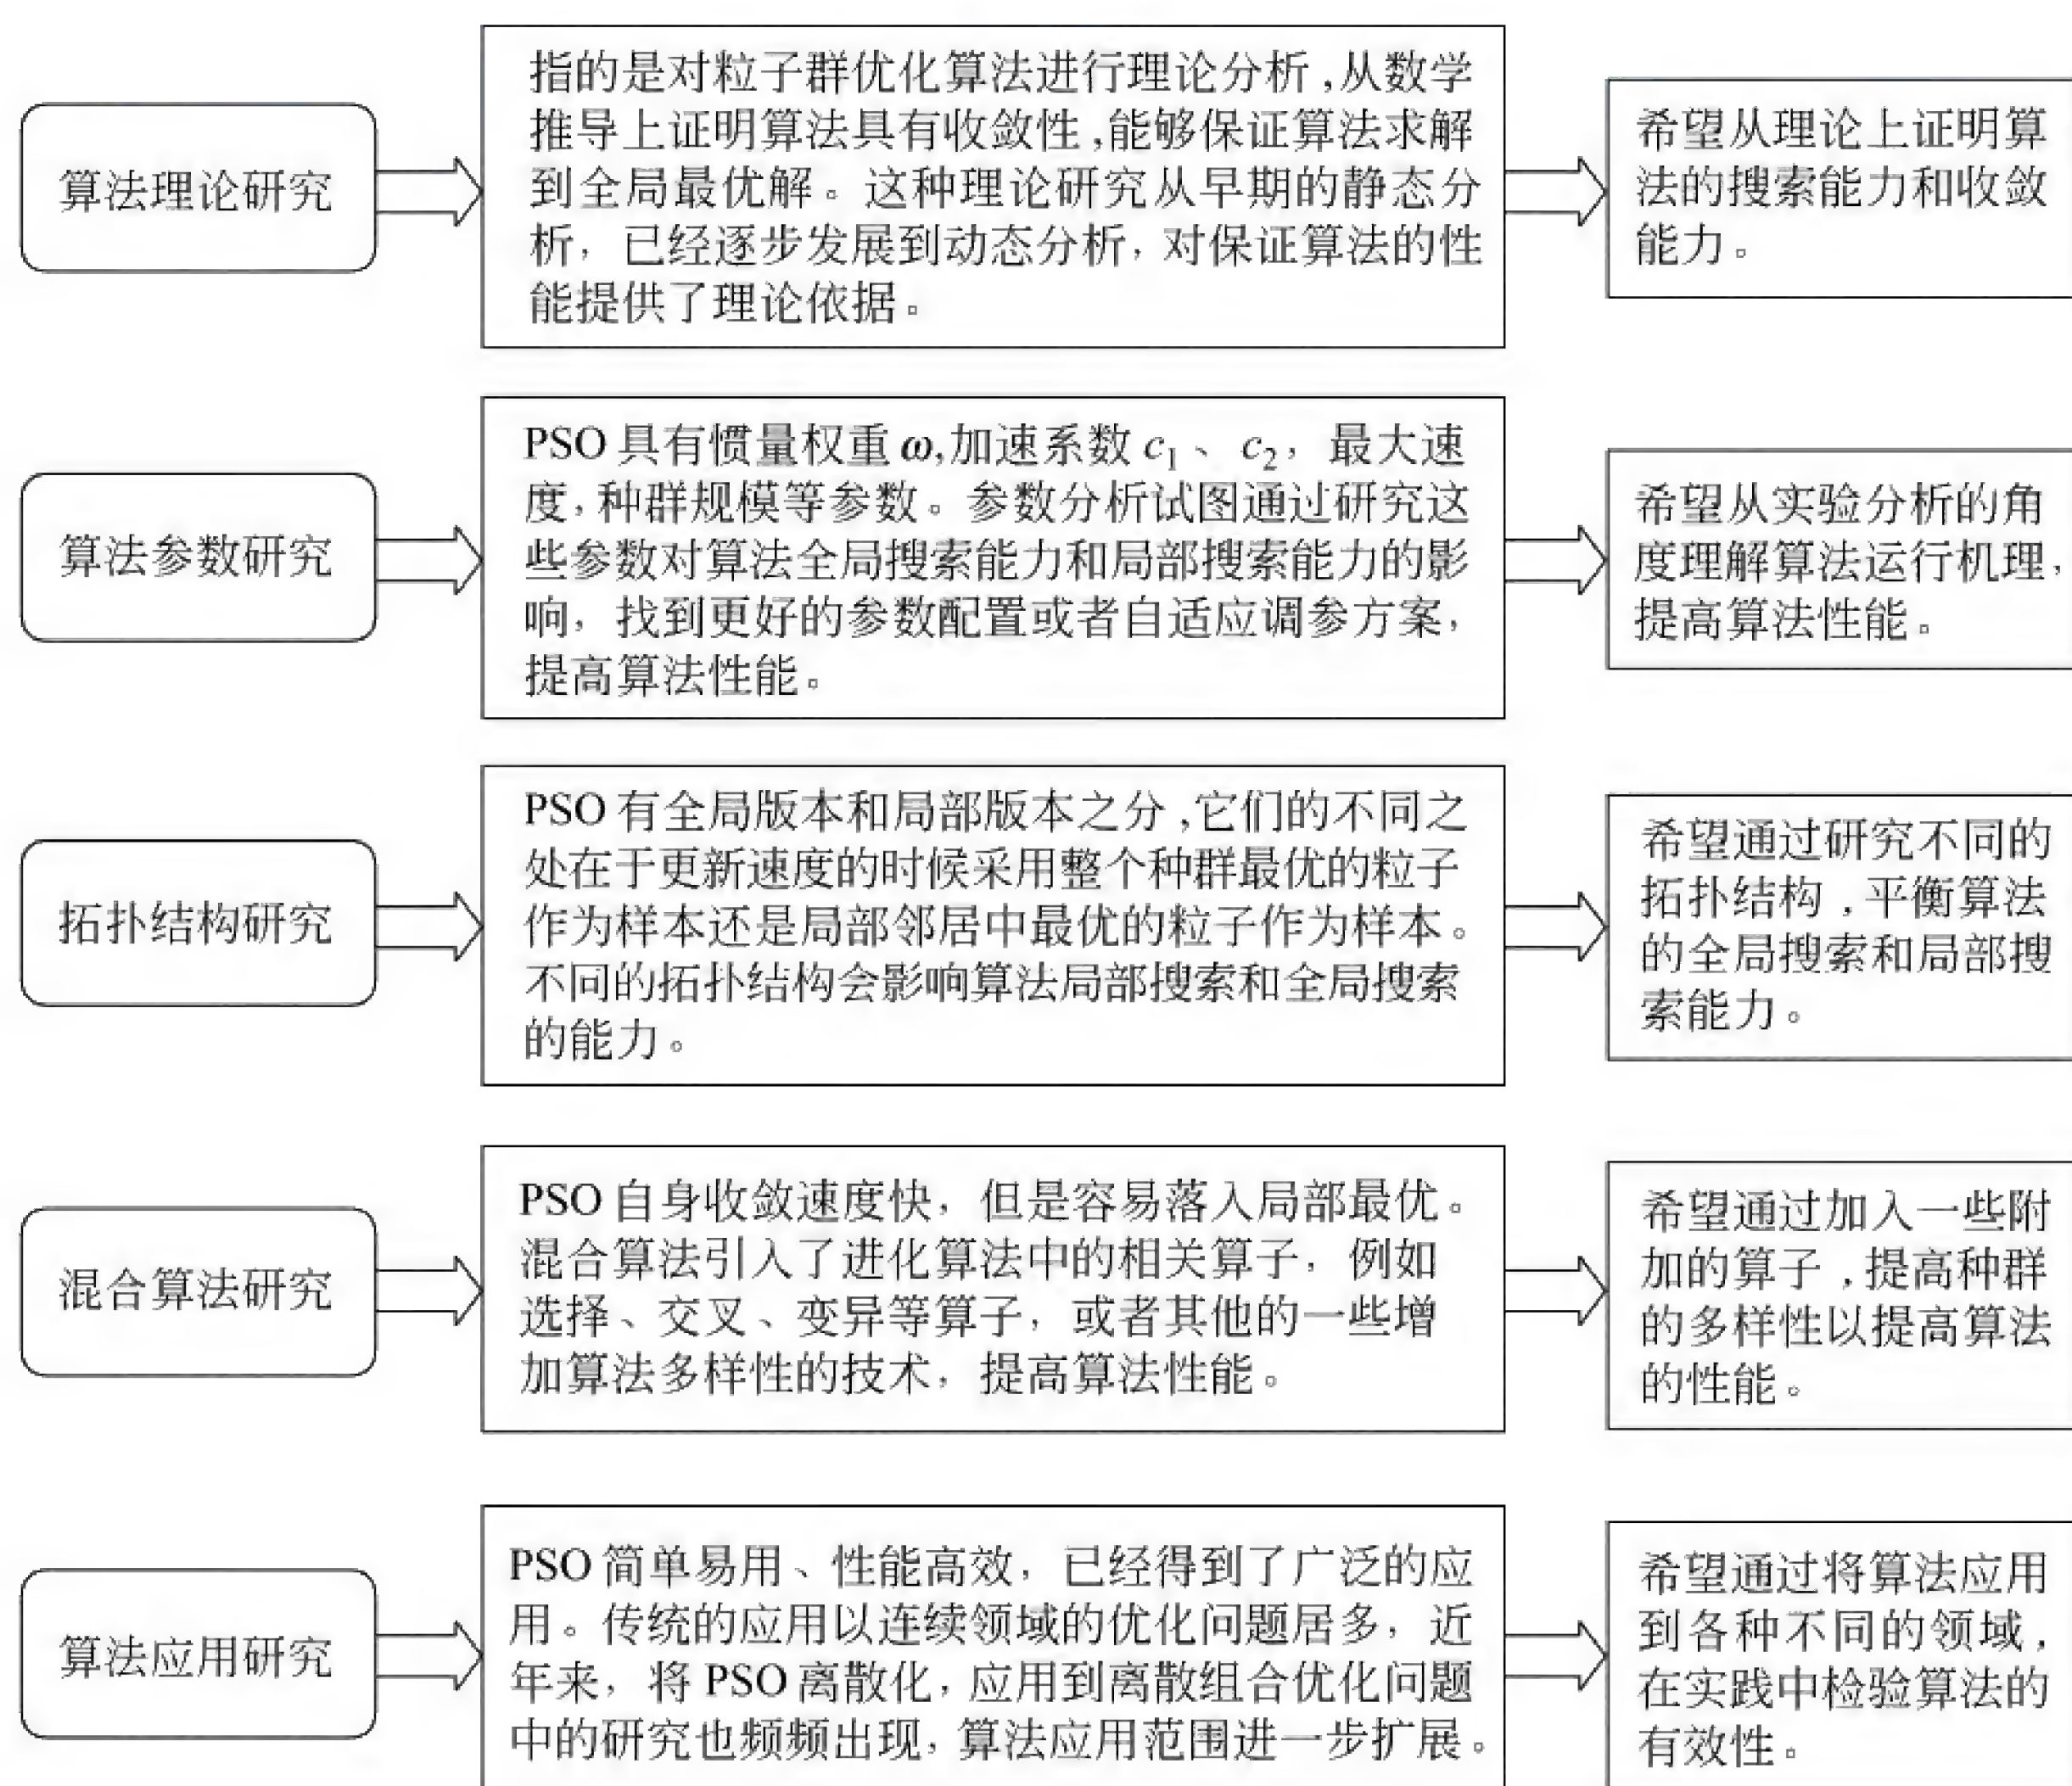 算法理论研究
指的是对粒子群优化算法进行理论分析,从数学
推导上证明算法具有收敛性,能够保证算法求解
到全局最优解。这种理论研究从早期的静态分
析，已经逐步发展到动态分析，对保证算法的性
能提供了理论依据。
希望从理论上证明算
法的搜索能力和收敛
能力。
算法参数研究
PSO 具有惯量权重 ω,加速系数 c₁、c₂，最大速
度，种群规模等参数。参数分析试图通过研究这
些参数对算法全局搜索能力和局部搜索能力的影
响，找到更好的参数配置或者自适应调参方案，
提高算法性能。
希望从实验分析的角
度理解算法运行机理，
提高算法性能。
拓扑结构研究
PSO 有全局版本和局部版本之分,它们的不同之
处在于更新速度的时候采用整个种群最优的粒子
作为样本还是局部邻居中最优的粒子作为样本。
不同的拓扑结构会影响算法局部搜索和全局搜索
的能力。
希望通过研究不同的
拓扑结构,平衡算法
的全局搜索和局部搜
索能力。
混合算法研究
PSO 自身收敛速度快，但是容易落入局部最优。
混合算法引入了进化算法中的相关算子，例如
选择、交叉、变异等算子，或者其他的一些增
加算法多样性的技术，提高算法性能。
希望通过加入一些附
加的算子,提高种群
的多样性以提高算法
的性能。
算法应用研究
PSO 简单易用、性能高效，已经得到了广泛的应
用。传统的应用以连续领域的优化问题居多，近
年来，将 PSO 离散化，应用到离散组合优化问题
中的研究也频频出现，算法应用范围进一步扩展。
希望通过将算法应用
到各种不同的领域，
在实践中检验算法的
有效性。